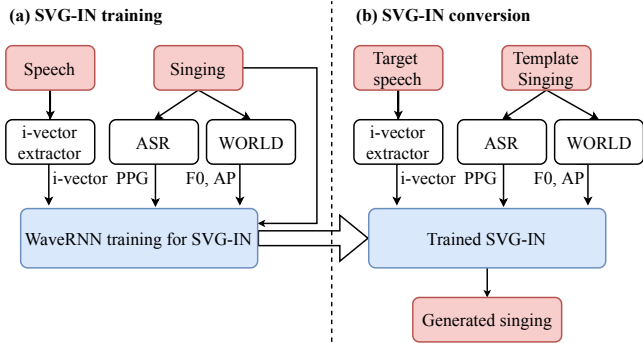 (a) SVG-IN training
Speech
Singing
i-vector
extractor
ASR
WORLD
i-vector
PPG
F0, AP
WaveRNN training for SVG-IN
(b) SVG-IN conversion
Target
speech
Template
Singing
i-vector
extractor
ASR
WORLD
i-vector
PPG
F0, AP
Trained SVG-IN
Generated singing